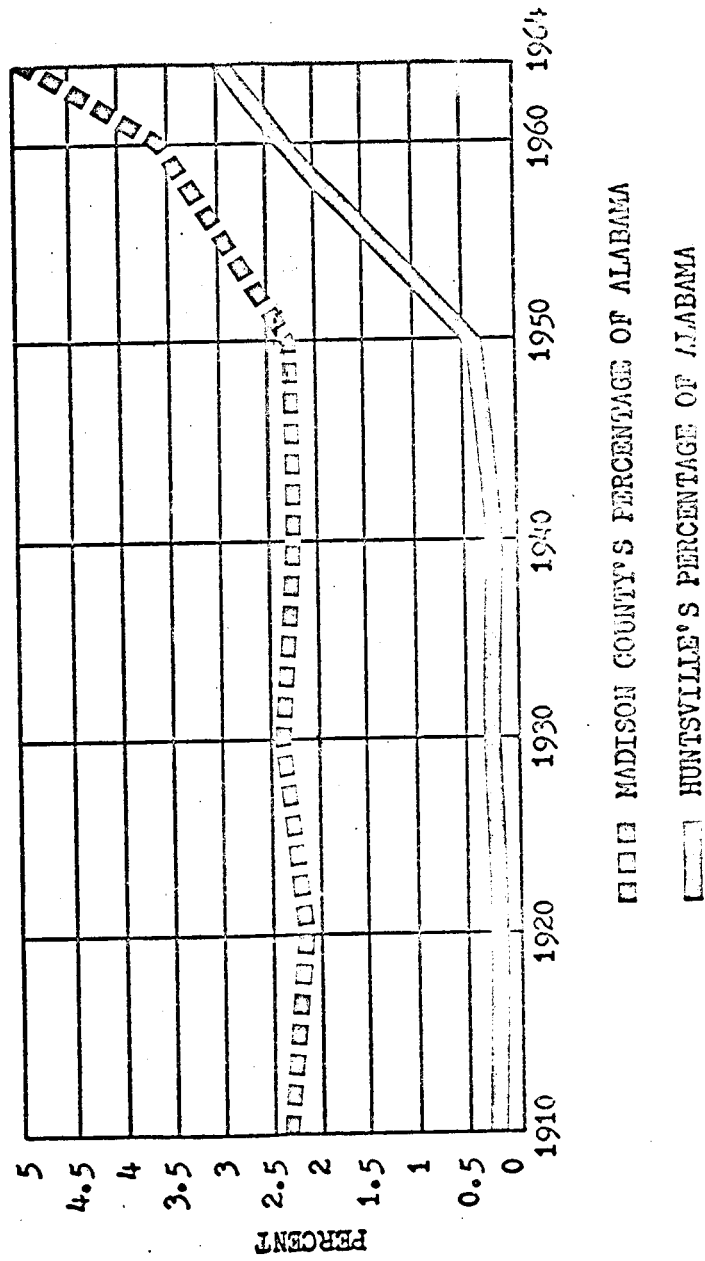 PERCENT
5
4.5
4
3.5
3
2.5
2
1.5
1
0.5
0
1910 1920 1930 1940 1950 1960 1964
MADISON COUNTY'S PERCENTAGE OF ALABAMA
HUNTSVILLE'S PERCENTAGE OF ALABAMA